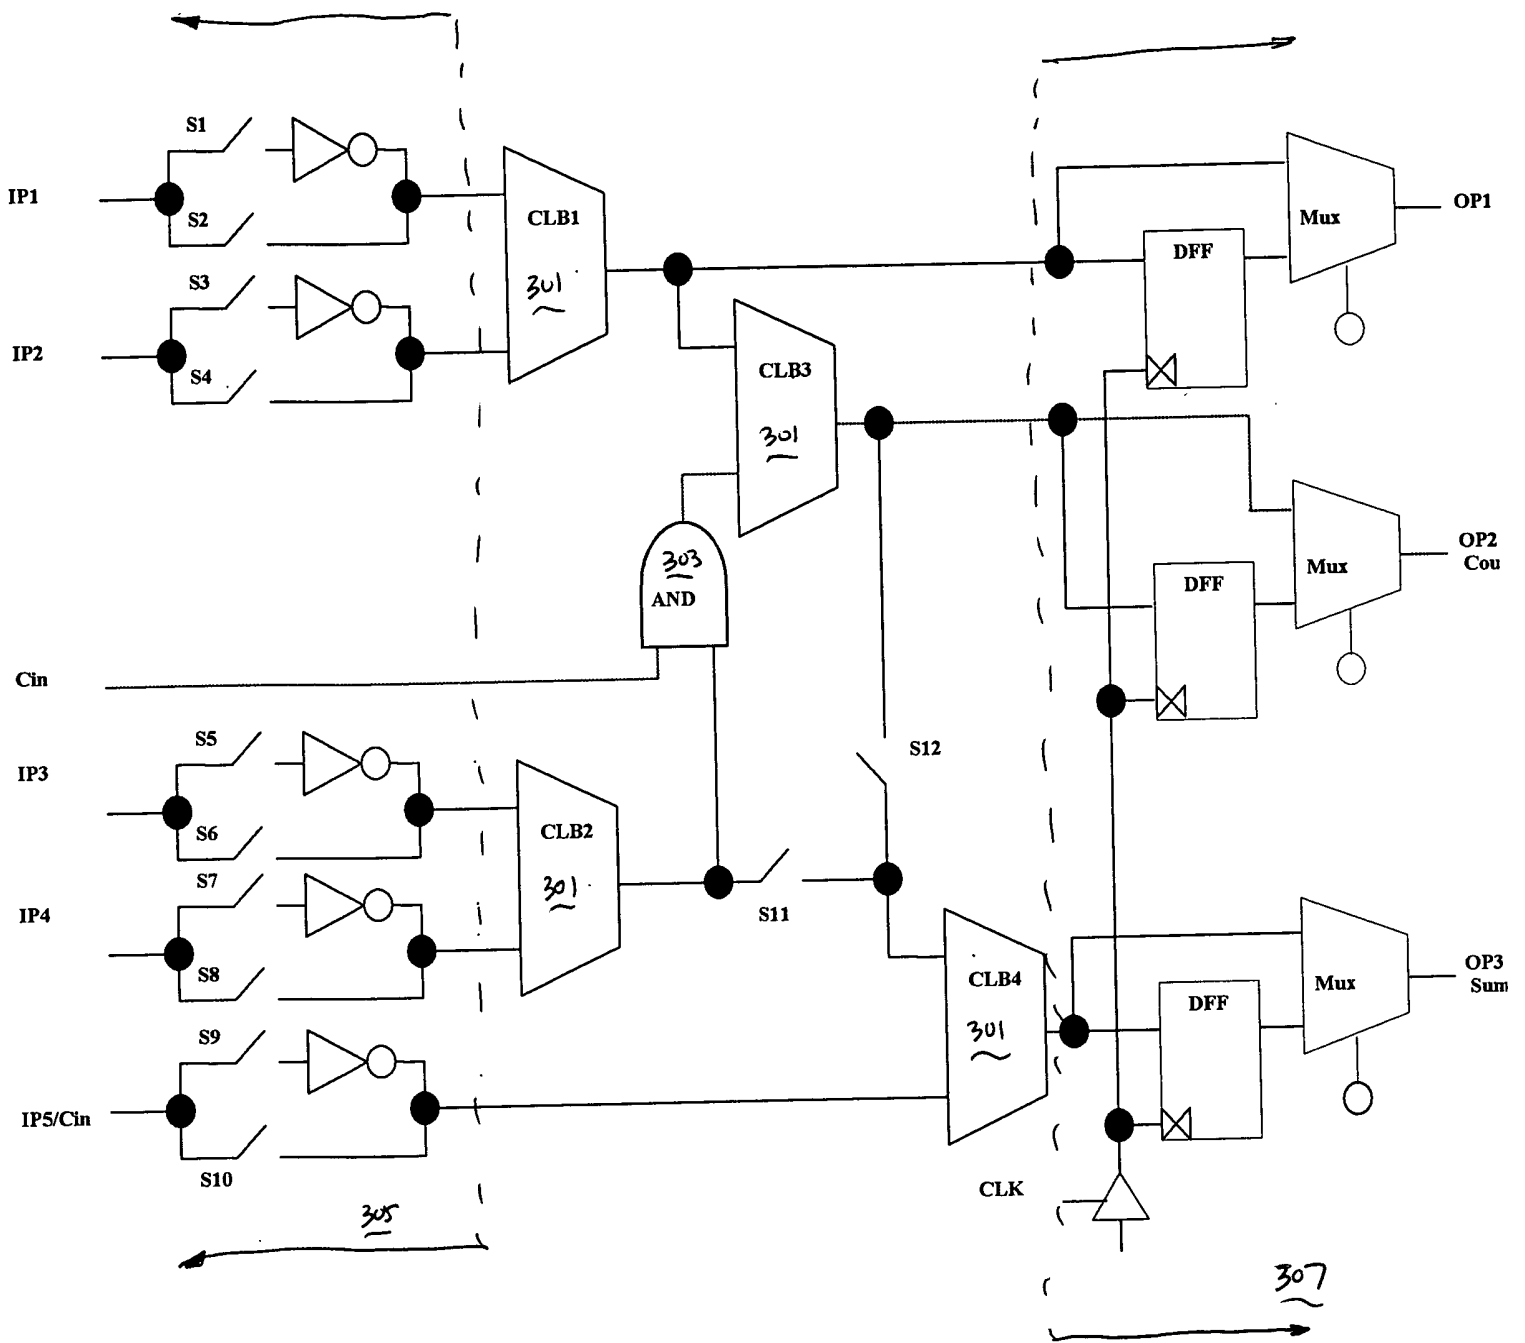 S1
IP1
S2
CLB1
301
S3
IP2
S4
CLB3
301
DFF
Mux
OP1
303
AND
DFF
Mux
OP2
Cou
Cin
S5
IP3
S6
CLB2
301
S7
IP4
S8
S12
S11
CLB4
301
DFF
Mux
OP3
Sum
S9
IP5/Cin
S10
CLK
305
307